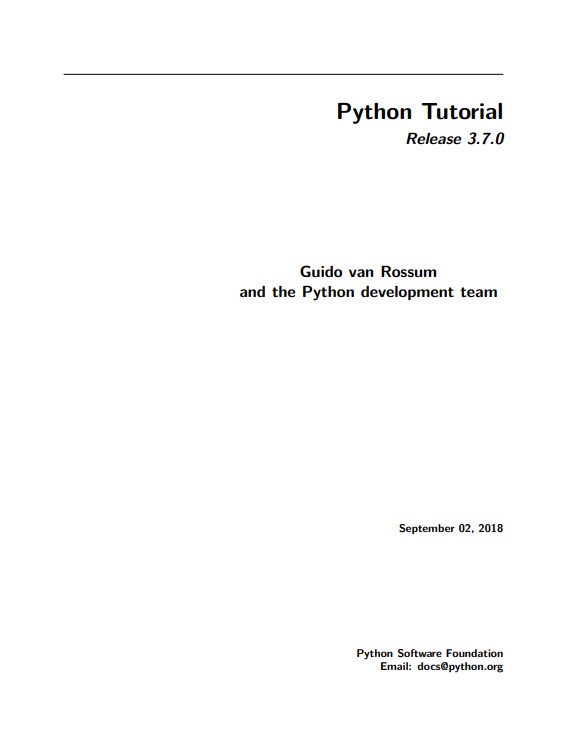 Python Tutorial
Release 3.7.0
Guido van Rossum
and the Python development team
September 02, 2018
Python Software Foundation
Email: docs@python.org